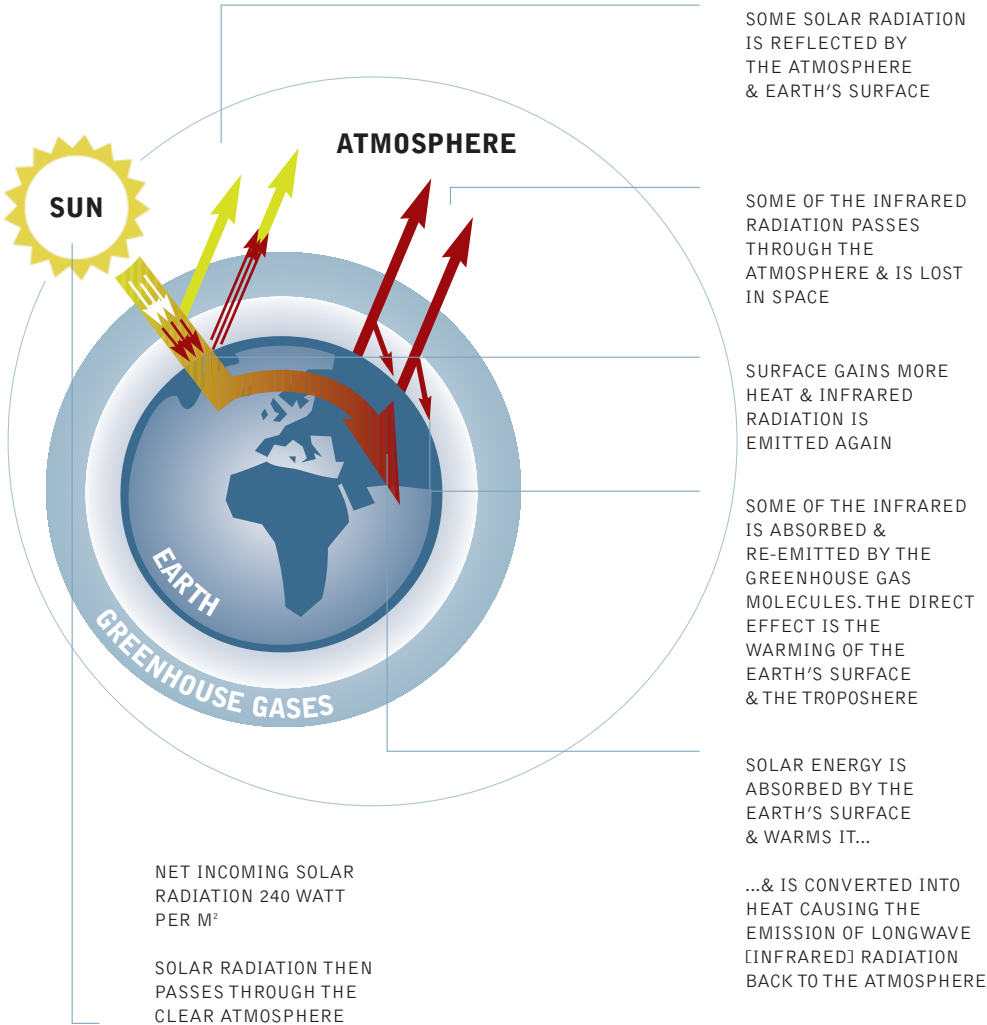 SOME SOLAR RADIATION
IS REFLECTED BY
THE ATMOSPHERE
& EARTH'S SURFACE
ATMOSPHERE
SUN
SOME OF THE INFRARED
RADIATION PASSES
THROUGH THE
ATMOSPHERE & IS LOST
IN SPACE
SURFACE GAINS MORE
HEAT & INFRARED
RADIATION IS
EMITTED AGAIN
SOME OF THE INFRARED
IS ABSORBED &
RE-EMITTED BY THE
GREENHOUSE GAS
MOLECULES. THE DIRECT
EFFECT IS THE
WARMING OF THE
EARTH'S SURFACE
& THE TROPOSHERE
EARTH
GREENHOUSE GASES
SOLAR ENERGY IS
ABSORBED BY THE
EARTH'S SURFACE
& WARMS IT...
...& IS CONVERTED INTO
HEAT CAUSING THE
EMISSION OF LONGWAVE
[INFRARED] RADIATION
BACK TO THE ATMOSPHERE
NET INCOMING SOLAR
RADIATION 240 WATT
PER M²
SOLAR RADIATION THEN
PASSES THROUGH THE
CLEAR ATMOSPHERE